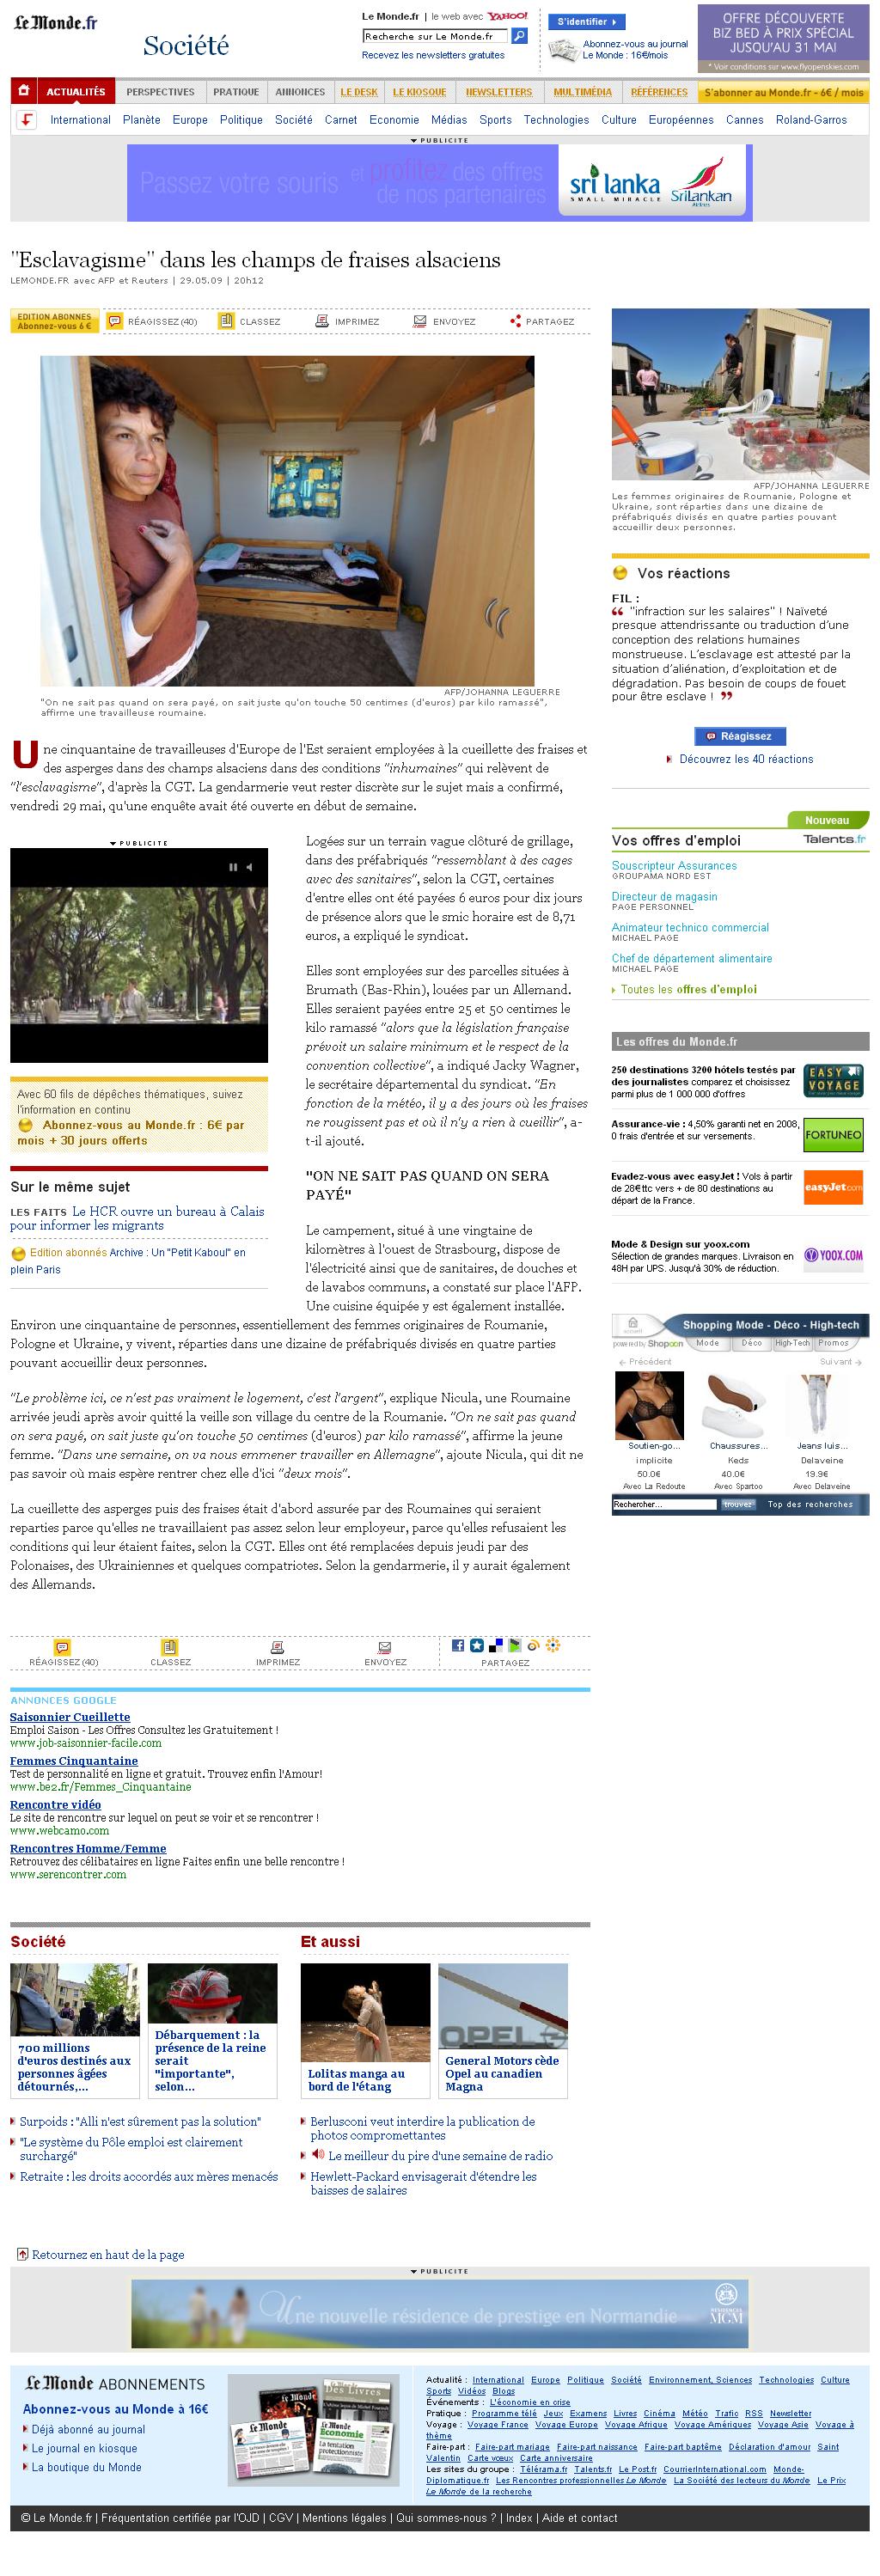 Le Monde.fr
Société
Le Monde.fr | le web avec YAHOO!
Recherche sur Le Monde.fr
Recevez les newsletters gratuites
S'identifier
Abonnez-vous au journal
Le Monde : 16€/mois
OFFRE DÉCOUVERTE
BIZ BED À PRIX SPÉCIAL
JUSQU'AU 31 MAI
* Voir conditions sur www.flyopenskies.com
ACTUALITÉS PERSPECTIVES PRATIQUE ANNONCES LE DESK LE KIOSQUE NEWSLETTERS MULTIMÉDIA RÉFÉRENCES S'abonner au Monde.fr - 6€ / mois
International Planète Europe Politique Société Carnet Economie Médias Sports Technologies Culture Européennes Cannes Roland-Garros
PUBLICITE
Passez votre souris et profitez des offres
de nos partenaires
sri lanka
SMALL MIRACLE
SriLankan
Airlines
"Esclavagisme" dans les champs de fraises alsaciens
LEMONDE.FR avec AFP et Reuters | 29.05.09 | 20h12
EDITION ABONNES
Abonnez-vous 6 €
RÉAGISSEZ (40) CLASSEZ IMPRIMEZ ENVOYEZ PARTAGEZ
AFP/JOHANNA LEGUERRE
"On ne sait pas quand on sera payé, on sait juste qu'on touche 50 centimes (d'euros) par kilo ramassé",
affirme une travailleuse roumaine.
Une cinquantaine de travailleuses d'Europe de l'Est seraient employées à la cueillette des fraises et
des asperges dans des champs alsaciens dans des conditions "inhumaines" qui relèvent de
"l'esclavagisme", d'après la CGT. La gendarmerie veut rester discrète sur le sujet mais a confirmé,
vendredi 29 mai, qu'une enquête avait été ouverte en début de semaine.
PUBLICITE
Logées sur un terrain vague clôturé de grillage,
dans des préfabriqués "ressemblant à des cages
avec des sanitaires", selon la CGT, certaines
d'entre elles ont été payées 6 euros pour dix jours
de présence alors que le smic horaire est de 8,71
euros, a expliqué le syndicat.
Elles sont employées sur des parcelles situées à
Brumath (Bas-Rhin), louées par un Allemand.
Elles seraient payées entre 25 et 50 centimes le
kilo ramassé "alors que la législation française
prévoit un salaire minimum et le respect de la
convention collective", a indiqué Jacky Wagner,
le secrétaire départemental du syndicat. "En
fonction de la météo, il y a des jours où les fraises
ne rougissent pas et où il n'y a rien à cueillir", a-
t-il ajouté.
"ON NE SAIT PAS QUAND ON SERA
PAYÉ"
Le campement, situé à une vingtaine de
kilomètres à l'ouest de Strasbourg, dispose de
l'électricité ainsi que de sanitaires, de douches et
de lavabos communs, a constaté sur place l'AFP.
Une cuisine équipée y est également installée.
Environ une cinquantaine de personnes, essentiellement des femmes originaires de Roumanie,
Pologne et Ukraine, y vivent, réparties dans une dizaine de préfabriqués divisés en quatre parties
pouvant accueillir deux personnes.
"Le problème ici, ce n'est pas vraiment le logement, c'est l'argent", explique Nicula, une Roumaine
arrivée jeudi après avoir quitté la veille son village du centre de la Roumanie. "On ne sait pas quand
on sera payé, on sait juste qu'on touche 50 centimes (d'euros) par kilo ramassé", affirme la jeune
femme. "Dans une semaine, on va nous emmener travailler en Allemagne", ajoute Nicula, qui dit ne
pas savoir où mais espère rentrer chez elle d'ici "deux mois".
La cueillette des asperges puis des fraises était d'abord assurée par des Roumaines qui seraient
reparties parce qu'elles ne travaillaient pas assez selon leur employeur, parce qu'elles refusaient les
conditions qui leur étaient faites, selon la CGT. Elles ont été remplacées depuis jeudi par des
Polonaises, des Ukrainiennes et quelques compatriotes. Selon la gendarmerie, il y aurait également
des Allemands.
Avec 60 fils de dépêches thématiques, suivez
l'information en continu
Abonnez-vous au Monde.fr : 6€ par
mois + 30 jours offerts
Sur le même sujet
LES FAITS Le HCR ouvre un bureau à Calais
pour informer les migrants
Edition abonnés Archive : Un "Petit Kaboul" en
plein Paris
RÉAGISSEZ (40) CLASSEZ IMPRIMEZ ENVOYEZ PARTAGEZ
AFP/JOHANNA LEGUERRE
Les femmes originaires de Roumanie, Pologne et
Ukraine, sont réparties dans une dizaine de
préfabriqués divisés en quatre parties pouvant
accueillir deux personnes.
Vos réactions
FIL :
"infraction sur les salaires" ! Naïveté
presque attendrissante ou traduction d'une
conception des relations humaines
monstrueuse. L'esclavage est attesté par la
situation d'aliénation, d'exploitation et de
dégradation. Pas besoin de coups de fouet
pour être esclave !
Réagissez
Découvrez les 40 réactions
Nouveau
Vos offres d'emploi Talents.fr
Souscripteur Assurances
GROUPAMA NORD EST
Directeur de magasin
PAGE PERSONNEL
Animateur technico commercial
MICHAEL PAGE
Chef de département alimentaire
MICHAEL PAGE
Toutes les offres d'emploi
Les offres du Monde.fr
250 destinations 3200 hôtels testés par
des journalistes comparez et choisissez
parmi plus de 1 000 000 d'offres
EASY
VOYAGE
Assurance-vie : 4,50% garanti net en 2008,
0 frais d'entrée et sur versements.
FORTUNEO
Evadez-vous avec easyJet ! Vols à partir
de 28€ttc vers + de 80 destinations au
départ de la France.
easyJet.com
Mode & Design sur yoox.com
Sélection de grandes marques. Livraison en
48H par UPS. Jusqu'à 30% de réduction.
YOOX.COM
Shopping Mode - Déco - High-tech
accueil
powered by Shopoon Mode Déco High-Tech Promos
Précédent Suivant
Soutien-go... Chaussures... Jeans luis...
implicite Keds Delaveine
50.0€ 40.0€ 19.9€
Avec La Redoute Avec Spartoo Avec Delaveine
Rechercher... trouvez Top des recherches
ANNONCES GOOGLE
Saisonnier Cueillette
Emploi Saison - Les Offres Consultez les Gratuitement !
www.job-saisonnier-facile.com
Femmes Cinquantaine
Test de personnalité en ligne et gratuit. Trouvez enfin l'Amour!
www.be2.fr/Femmes_Cinquantaine
Rencontre vidéo
Le site de rencontre sur lequel on peut se voir et se rencontrer !
www.webcamo.com
Rencontres Homme/Femme
Retrouvez des célibataires en ligne Faites enfin une belle rencontre !
www.serencontrer.com
Société
700 millions
d'euros destinés aux
personnes âgées
détournés,...
Débarquement : la
présence de la reine
serait
"importante",
selon...
Surpoids : "Alli n'est sûrement pas la solution"
"Le système du Pôle emploi est clairement
surchargé"
Retraite : les droits accordés aux mères menacés
Et aussi
Lolitas manga au
bord de l'étang
OPEL
General Motors cède
Opel au canadien
Magna
Berlusconi veut interdire la publication de
photos compromettantes
Le meilleur du pire d'une semaine de radio
Hewlett-Packard envisagerait d'étendre les
baisses de salaires
Retournez en haut de la page
PUBLICITE
Une nouvelle résidence de prestige en Normandie
RÉSIDENCES
MGM
Le Monde ABONNEMENTS
Abonnez-vous au Monde à 16€
Déjà abonné au journal
Le journal en kiosque
La boutique du Monde
Actualité : International Europe Politique Société Environnement, Sciences Technologies Culture
Sports Vidéos Blogs
Événements : L'économie en crise
Pratique : Programme télé Jeux Examens Livres Cinéma Météo Trafic RSS Newsletter
Voyage : Voyage France Voyage Europe Voyage Afrique Voyage Amériques Voyage Asie Voyage à
thème
Faire-part : Faire-part mariage Faire-part naissance Faire-part baptême Déclaration d'amour Saint
Valentin Carte vœux Carte anniversaire
Les sites du groupe : Télérama.fr Talents.fr Le Post.fr CourrierInternational.com Monde-
Diplomatique.fr Les Rencontres professionnelles Le Monde La Société des lecteurs du Monde Le Prix
Le Monde de la recherche
© Le Monde.fr | Fréquentation certifiée par l'OJD | CGV | Mentions légales | Qui sommes-nous ? | Index | Aide et contact